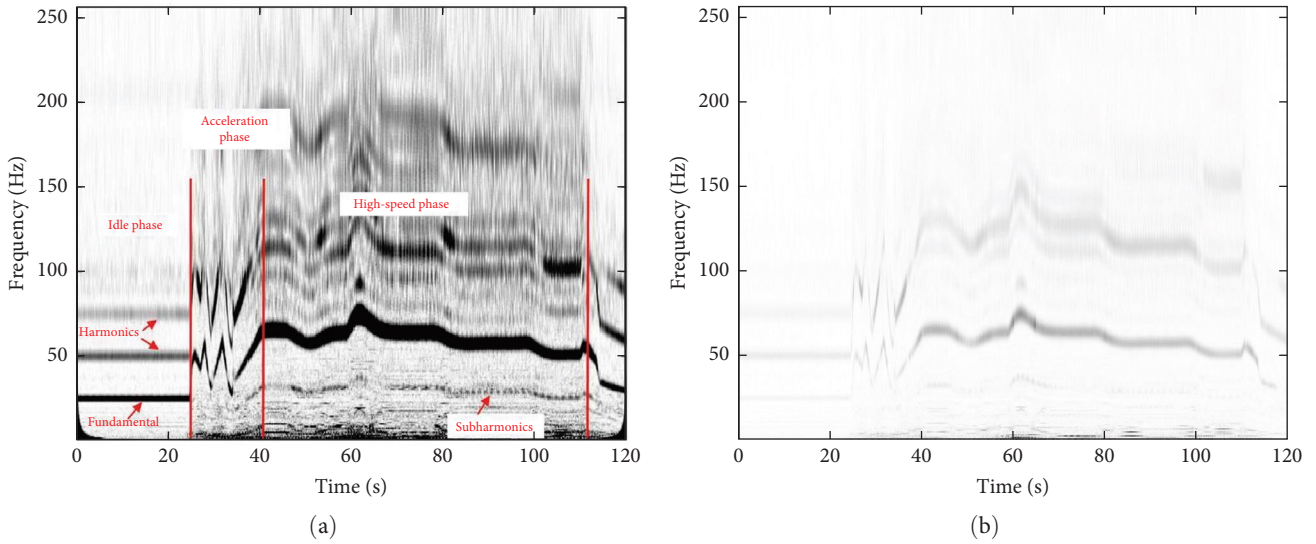 250
200
150
100
50
Frequency (Hz)
Acceleration
phase
High-speed phase
Idle phase
Harmonics
Fundamental
Subharmonics
0 20 40 60 80 100 120
Time (s)
(a)
250
200
150
100
50
Frequency (Hz)
0 20 40 60 80 100 120
Time (s)
(b)